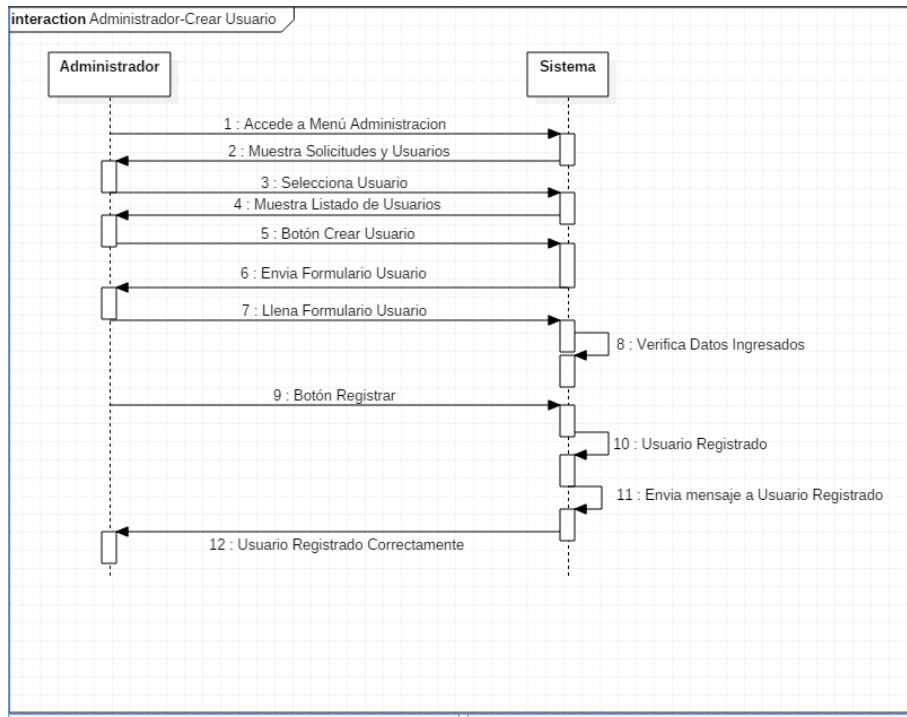 interaction Administrador-Crear Usuario
Administrador
Sistema
1 : Accede a Menú Administracion
2 : Muestra Solicitudes y Usuarios
3 : Selecciona Usuario
4 : Muestra Listado de Usuarios
5 : Botón Crear Usuario
6 : Envia Formulario Usuario
7 : Llena Formulario Usuario
8 : Verifica Datos Ingresados
9 : Botón Registrar
10 : Usuario Registrado
11 : Envia mensaje a Usuario Registrado
12 : Usuario Registrado Correctamente